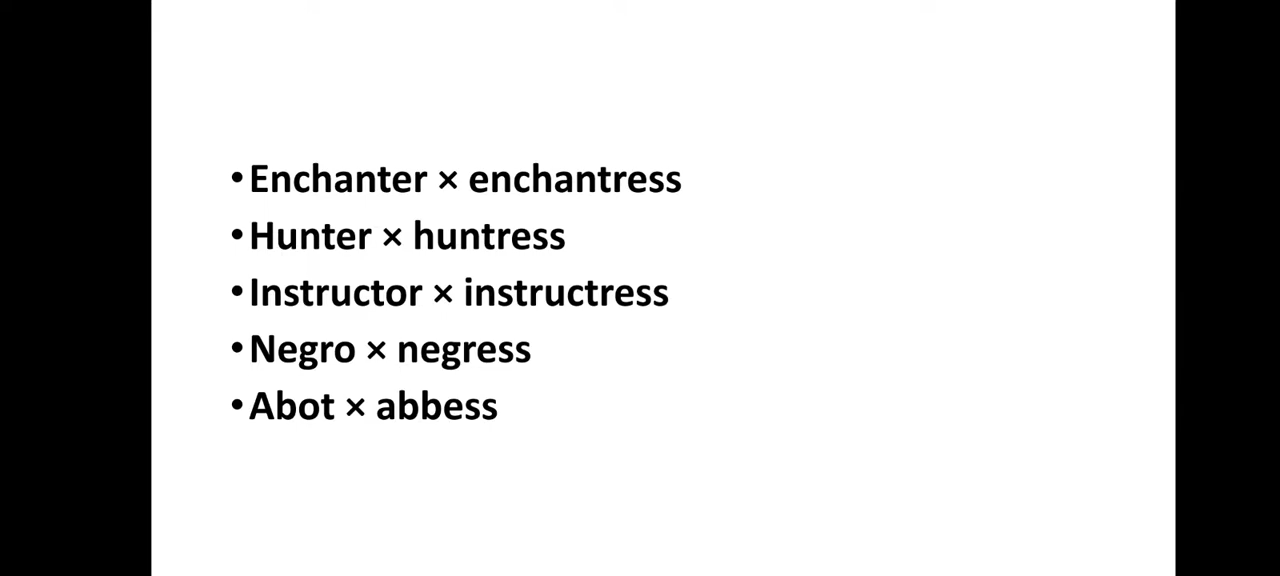 • Enchanter × enchantress
• Hunter × huntress
• Instructor × instructress
• Negro × negress
• Abot × abbess